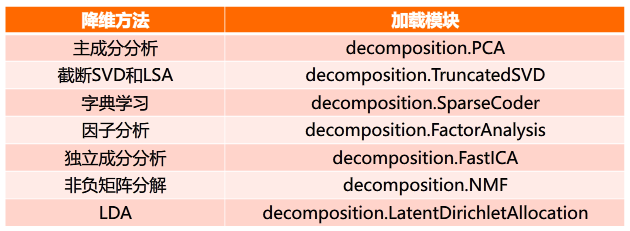 降维方法 加载模块
主成分分析 decomposition.PCA
截断SVD和LSA decomposition.TruncatedSVD
字典学习 decomposition.SparseCoder
因子分析 decomposition.FactorAnalysis
独立成分分析 decomposition.FastICA
非负矩阵分解 decomposition.NMF
LDA decomposition.LatentDirichletAllocation